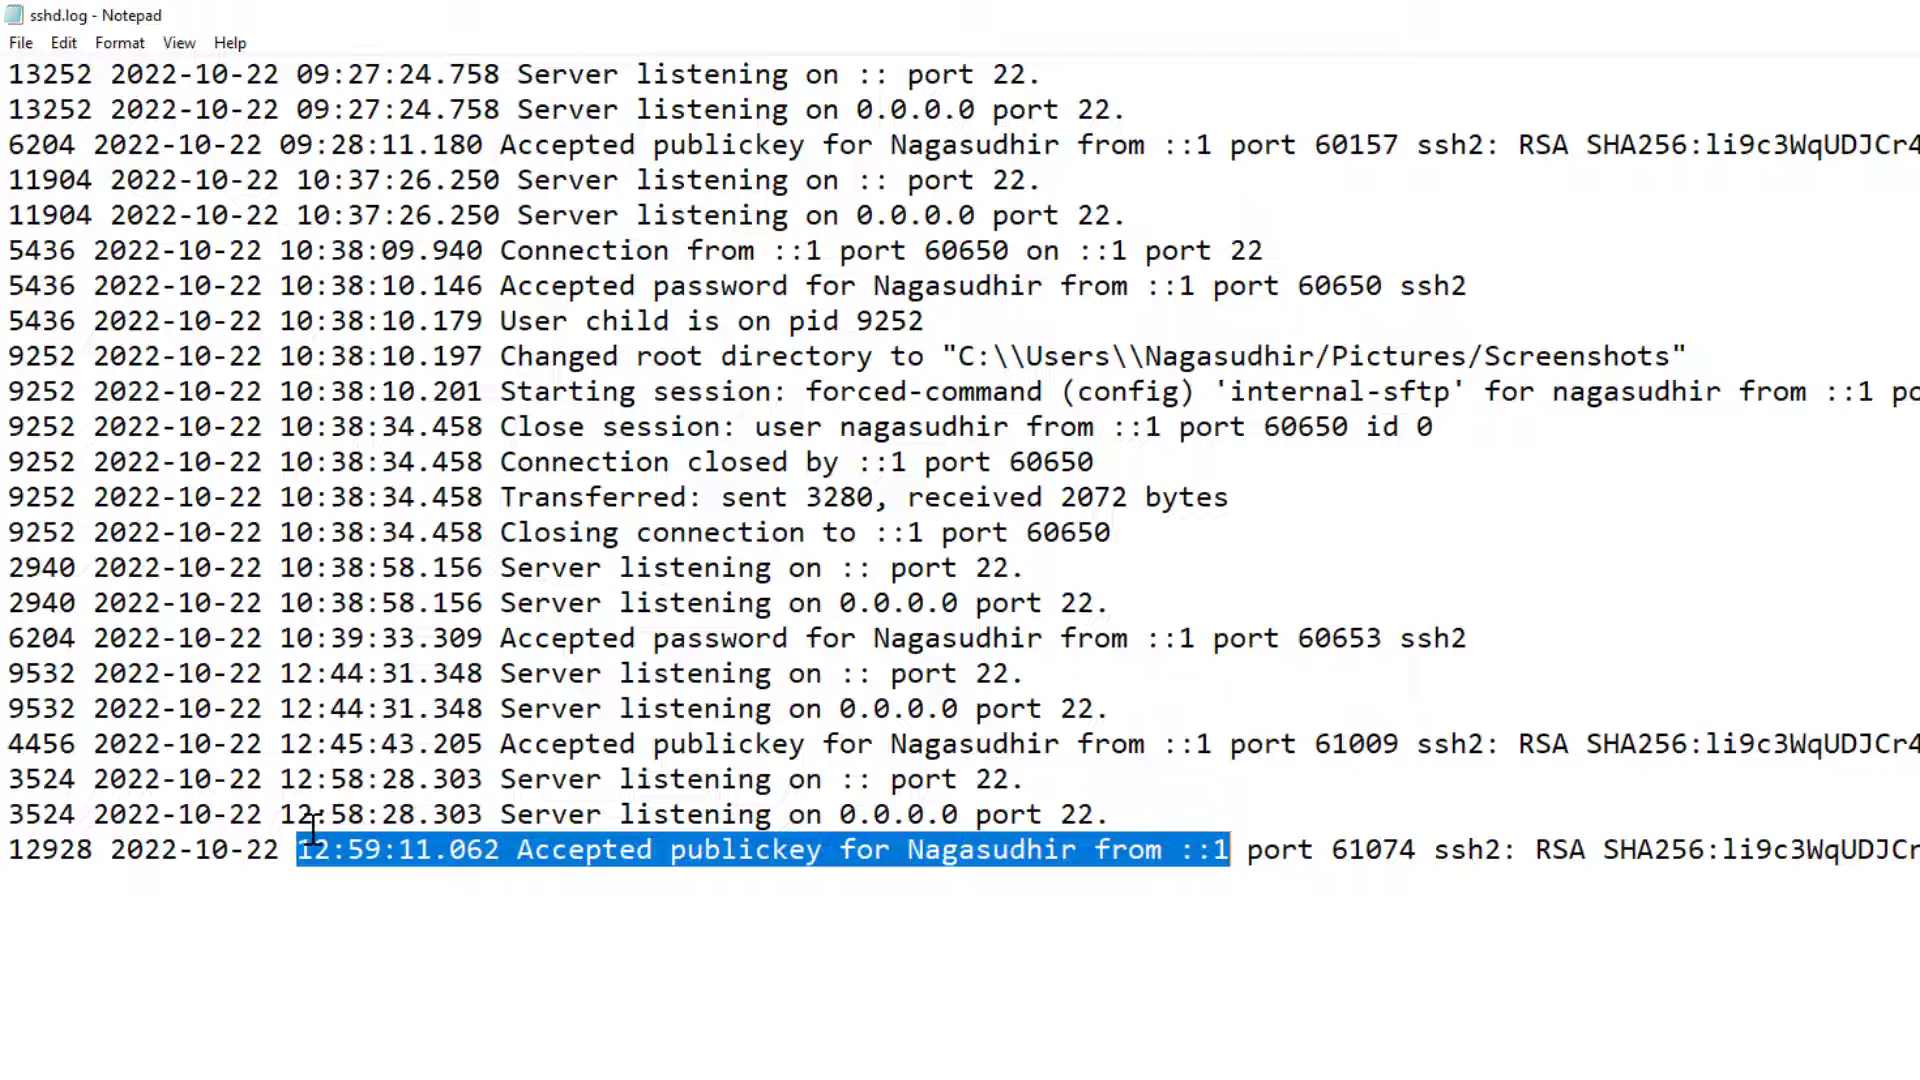 sshd.log - Notepad
File Edit Format View Help
13252 2022-10-22 09:27:24.758 Server listening on :: port 22.
13252 2022-10-22 09:27:24.758 Server listening on 0.0.0.0 port 22.
6204 2022-10-22 09:28:11.180 Accepted publickey for Nagasudhir from ::1 port 60157 ssh2: RSA SHA256:li9c3WqUDJCr4
11904 2022-10-22 10:37:26.250 Server listening on :: port 22.
11904 2022-10-22 10:37:26.250 Server listening on 0.0.0.0 port 22.
5436 2022-10-22 10:38:09.940 Connection from ::1 port 60650 on ::1 port 22
5436 2022-10-22 10:38:10.146 Accepted password for Nagasudhir from ::1 port 60650 ssh2
5436 2022-10-22 10:38:10.179 User child is on pid 9252
9252 2022-10-22 10:38:10.197 Changed root directory to "C:\\Users\\Nagasudhir/Pictures/Screenshots"
9252 2022-10-22 10:38:10.201 Starting session: forced-command (config) 'internal-sftp' for nagasudhir from ::1 po
9252 2022-10-22 10:38:34.458 Close session: user nagasudhir from ::1 port 60650 id 0
9252 2022-10-22 10:38:34.458 Connection closed by ::1 port 60650
9252 2022-10-22 10:38:34.458 Transferred: sent 3280, received 2072 bytes
9252 2022-10-22 10:38:34.458 Closing connection to ::1 port 60650
2940 2022-10-22 10:38:58.156 Server listening on :: port 22.
2940 2022-10-22 10:38:58.156 Server listening on 0.0.0.0 port 22.
6204 2022-10-22 10:39:33.309 Accepted password for Nagasudhir from ::1 port 60653 ssh2
9532 2022-10-22 12:44:31.348 Server listening on :: port 22.
9532 2022-10-22 12:44:31.348 Server listening on 0.0.0.0 port 22.
4456 2022-10-22 12:45:43.205 Accepted publickey for Nagasudhir from ::1 port 61009 ssh2: RSA SHA256:li9c3WqUDJCr4
3524 2022-10-22 12:58:28.303 Server listening on :: port 22.
3524 2022-10-22 12:58:28.303 Server listening on 0.0.0.0 port 22.
12928 2022-10-22 12:59:11.062 Accepted publickey for Nagasudhir from ::1 port 61074 ssh2: RSA SHA256:li9c3WqUDJCr